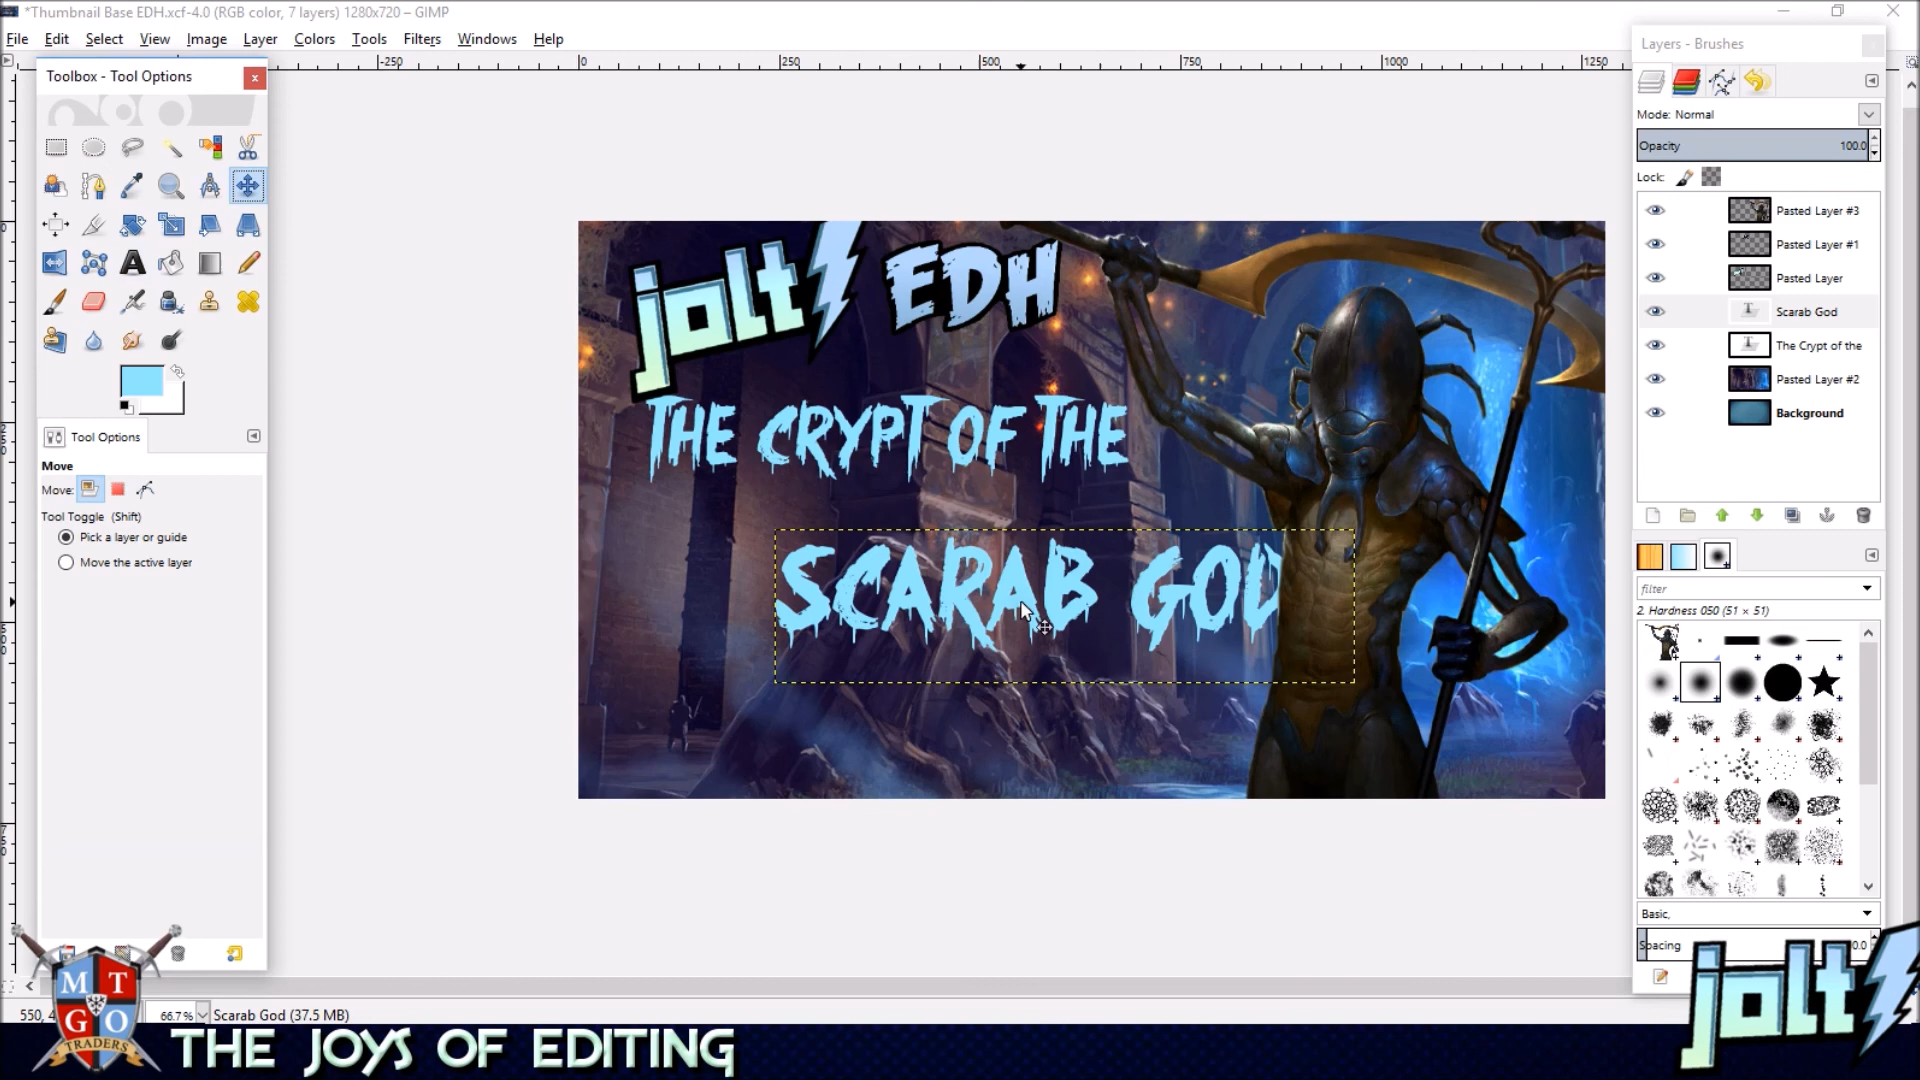 *Thumbnail Base EDH.xcf-4.0 (RGB color, 7 layers) 1280x720 – GIMP
File Edit Select View Image Layer Colors Tools Filters Windows Help
Layers - Brushes
-250 0 250 500 750 1000 1250
Toolbox - Tool Options
Mode: Normal
Opacity 100.0
Lock:
Pasted Layer #3
Pasted Layer #1
Pasted Layer
Scarab God
The Crypt of the
Pasted Layer #2
Background
jolt EDH
THE CRYPT OF THE
SCARAB GOD
Tool Options
Move
Move:
Tool Toggle (Shift)
Pick a layer or guide
Move the active layer
filter
2. Hardness 050 (51 × 51)
Basic,
Spacing
550, 4
66.7 %
Scarab God (37.5 MB)
MT
GO
TRADERS
THE JOYS OF EDITING
jolt